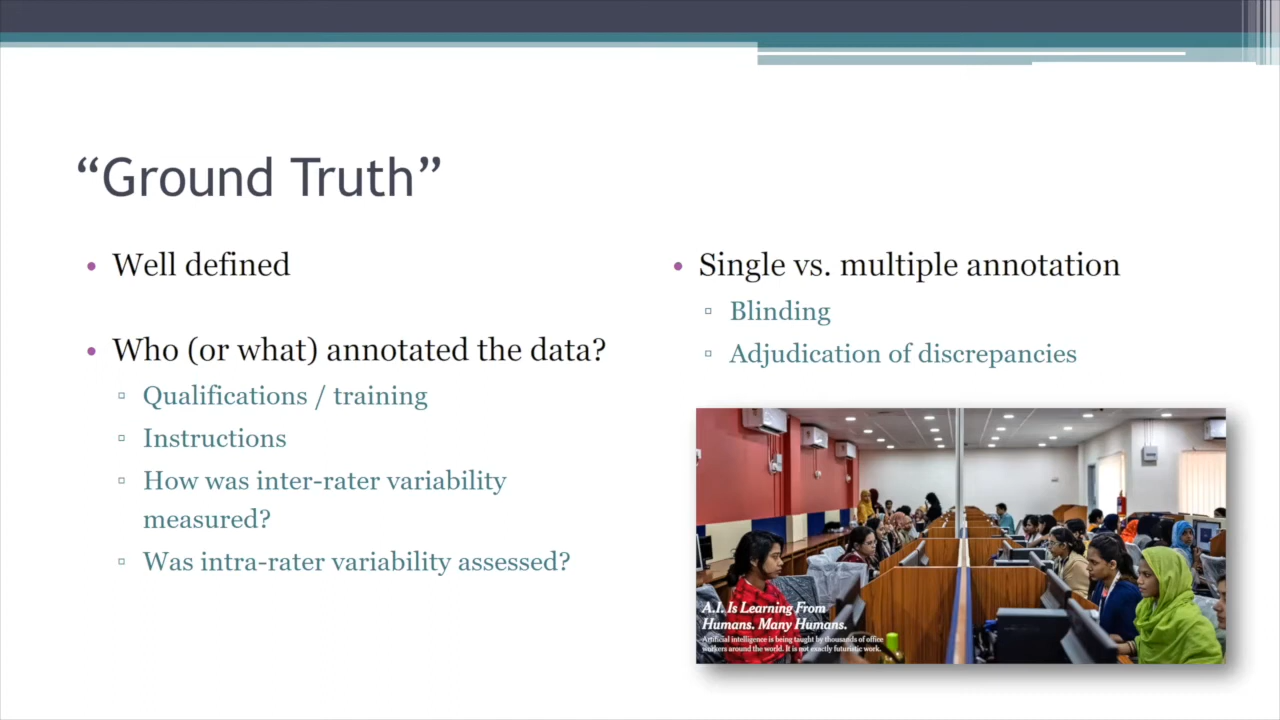 “Ground Truth”
• Well defined
• Who (or what) annotated the data?
▫ Qualifications / training
▫ Instructions
▫ How was inter-rater variability
measured?
▫ Was intra-rater variability assessed?
• Single vs. multiple annotation
▫ Blinding
▫ Adjudication of discrepancies
A.I. Is Learning From
Humans. Many Humans.
Artificial intelligence is being taught by thousands of office
workers around the world. It is not exactly futuristic work.